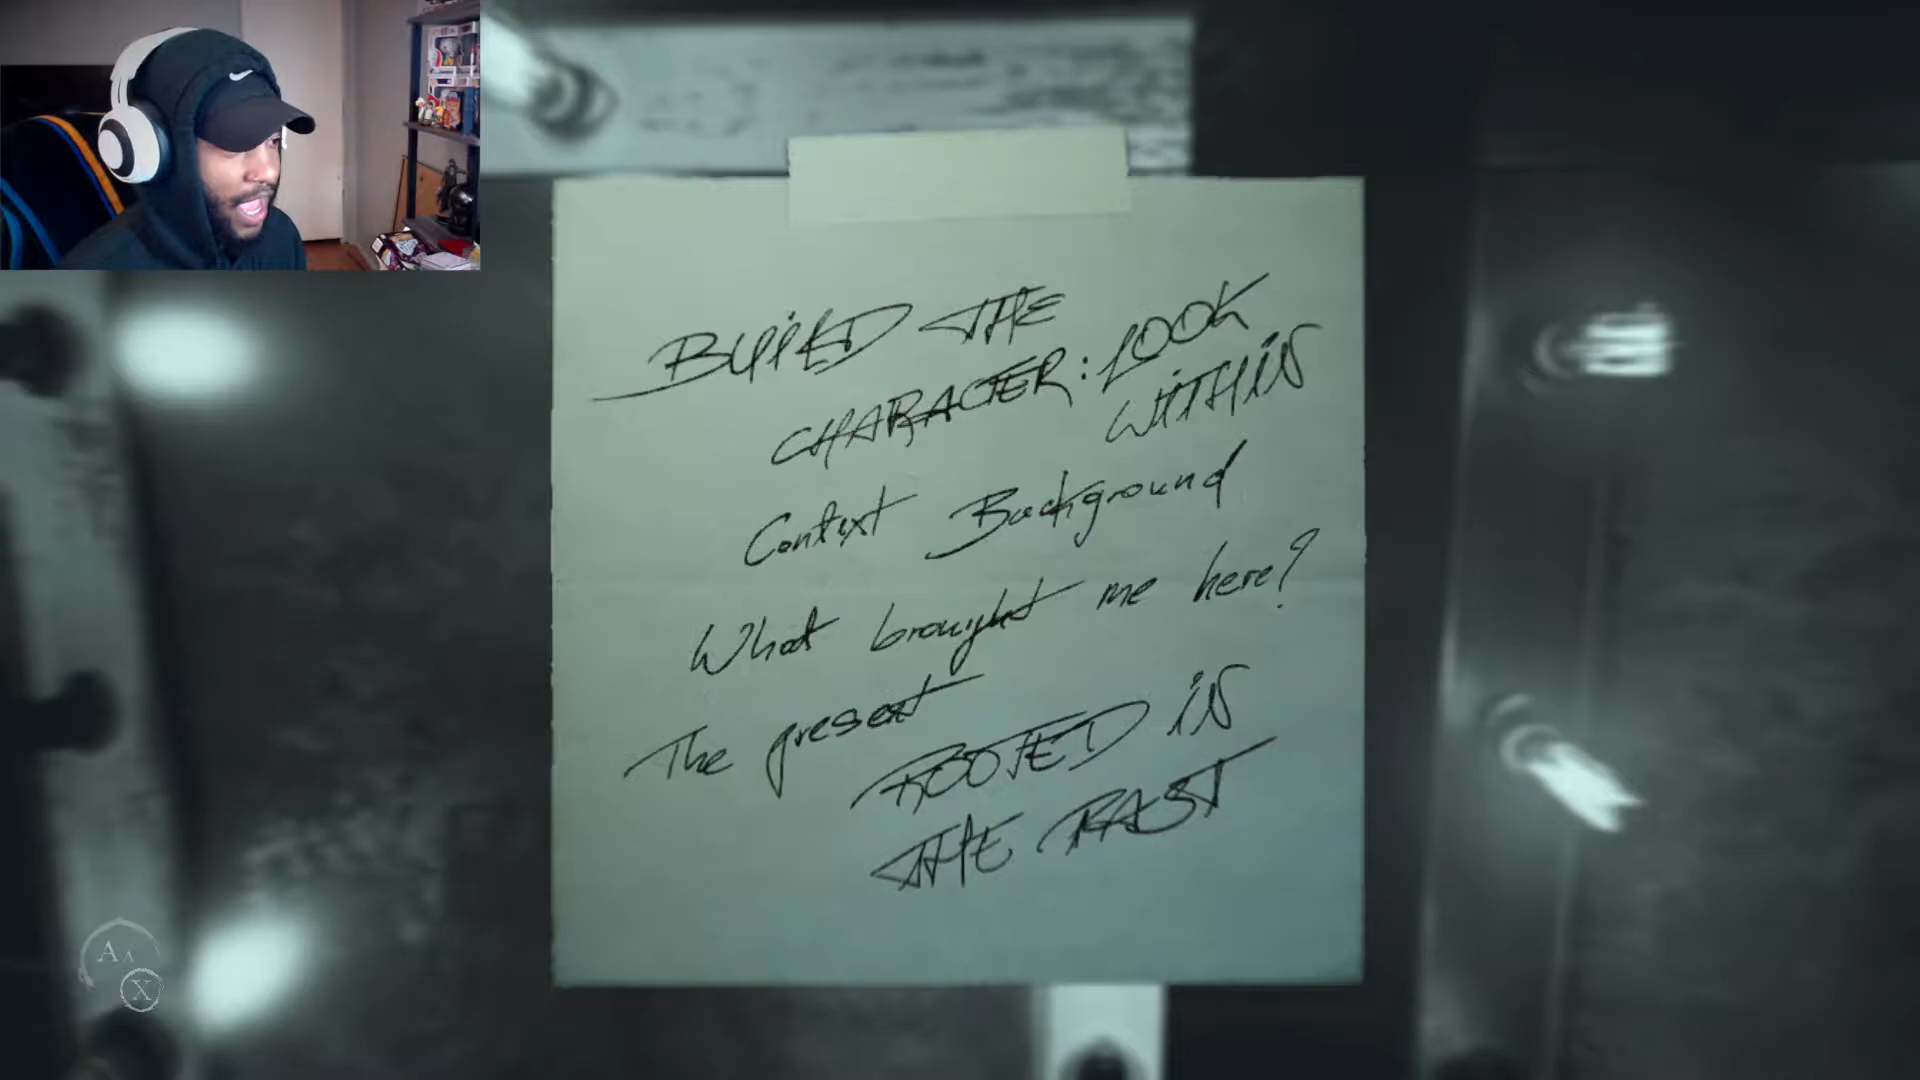 BUILD THE
CHARACTER: LOOK
WITHIN
Context Background
What brought me here?
The present
ROOTED IN
THE PAST
A
X